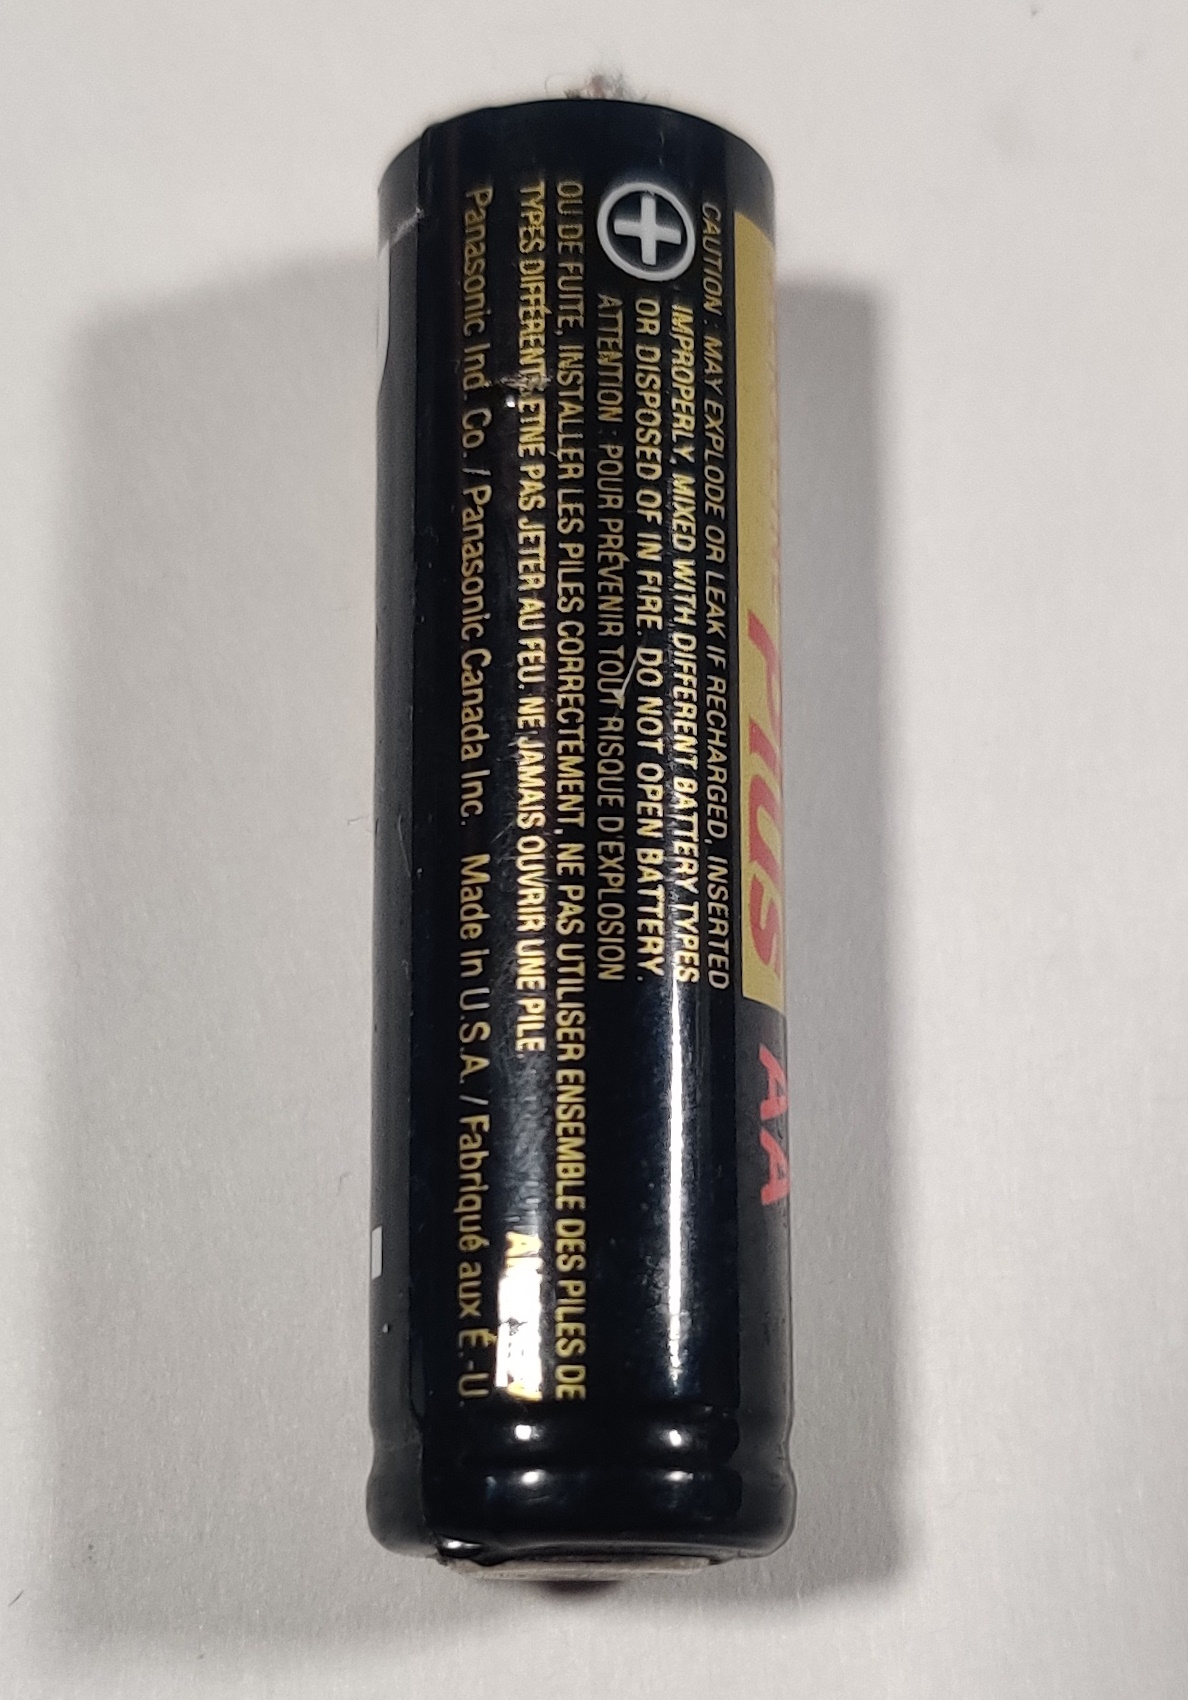 Plus AA
CAUTION : MAY EXPLODE OR LEAK IF RECHARGED, INSERTED
IMPROPERLY, MIXED WITH DIFFERENT BATTERY TYPES
OR DISPOSED OF IN FIRE. DO NOT OPEN BATTERY.
ATTENTION : POUR PRÉVENIR TOUT RISQUE D'EXPLOSION
OU DE FUITE, INSTALLER LES PILES CORRECTEMENT, NE PAS UTILISER ENSEMBLE DES PILES DE
TYPES DIFFÉRENTS ET NE PAS JETER AU FEU. NE JAMAIS OUVRIR UNE PILE.
Panasonic Ind. Co. / Panasonic Canada Inc. Made in U.S.A. / Fabriqué aux É.-U.